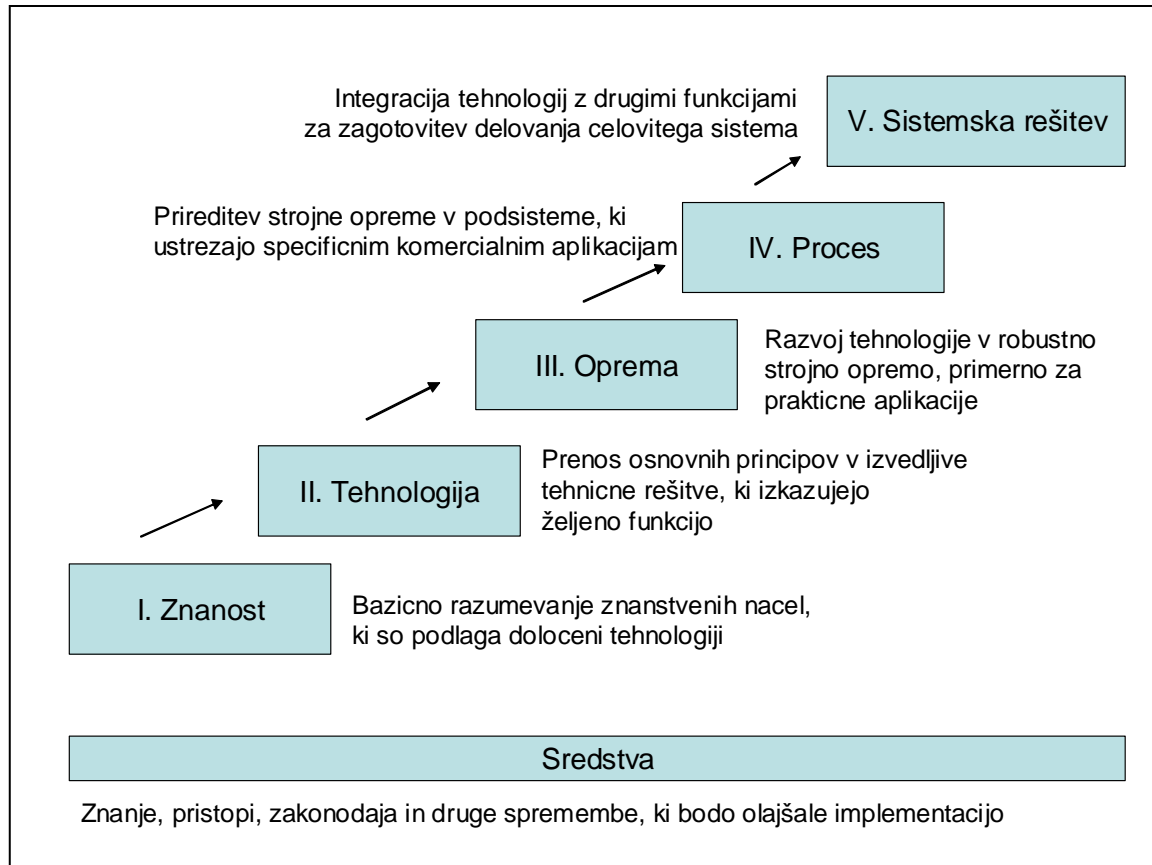 Integracija tehnologij z drugimi funkcijami
za zagotovitev delovanja celovitega sistema
V. Sistemska rešitev
Prireditev strojne opreme v podsisteme, ki
ustrezajo specificnim komercialnim aplikacijam
IV. Proces
III. Oprema
Razvoj tehnologije v robustno
strojno opremo, primerno za
prakticne aplikacije
II. Tehnologija
Prenos osnovnih principov v izvedljive
tehnicne rešitve, ki izkazujejo
željeno funkcijo
I. Znanost
Bazicno razumevanje znanstvenih nacel,
ki so podlaga doloceni tehnologiji
Sredstva
Znanje, pristopi, zakonodaja in druge spremembe, ki bodo olajšale implementacijo